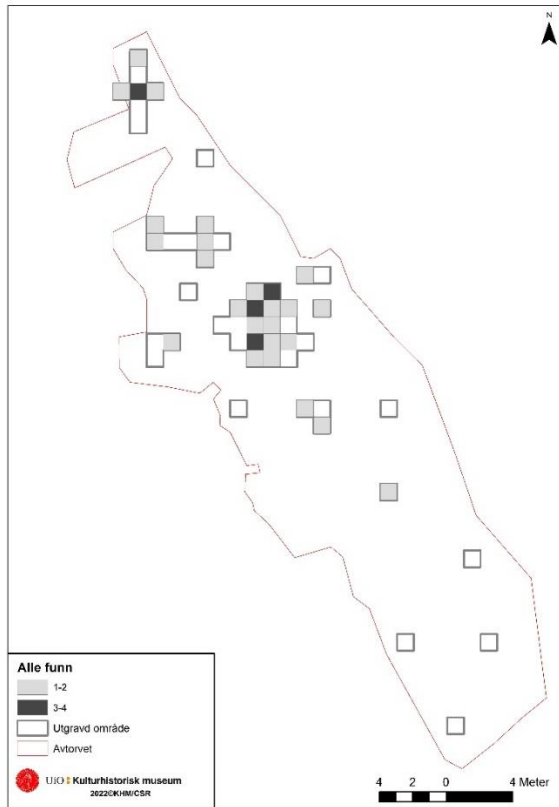 N
Alle funn
1-2
3-4
Utgravd område
Avtorvet
UiO Kulturhistorisk museum
2022©KHM/CSR
4 2 0 4 Meter